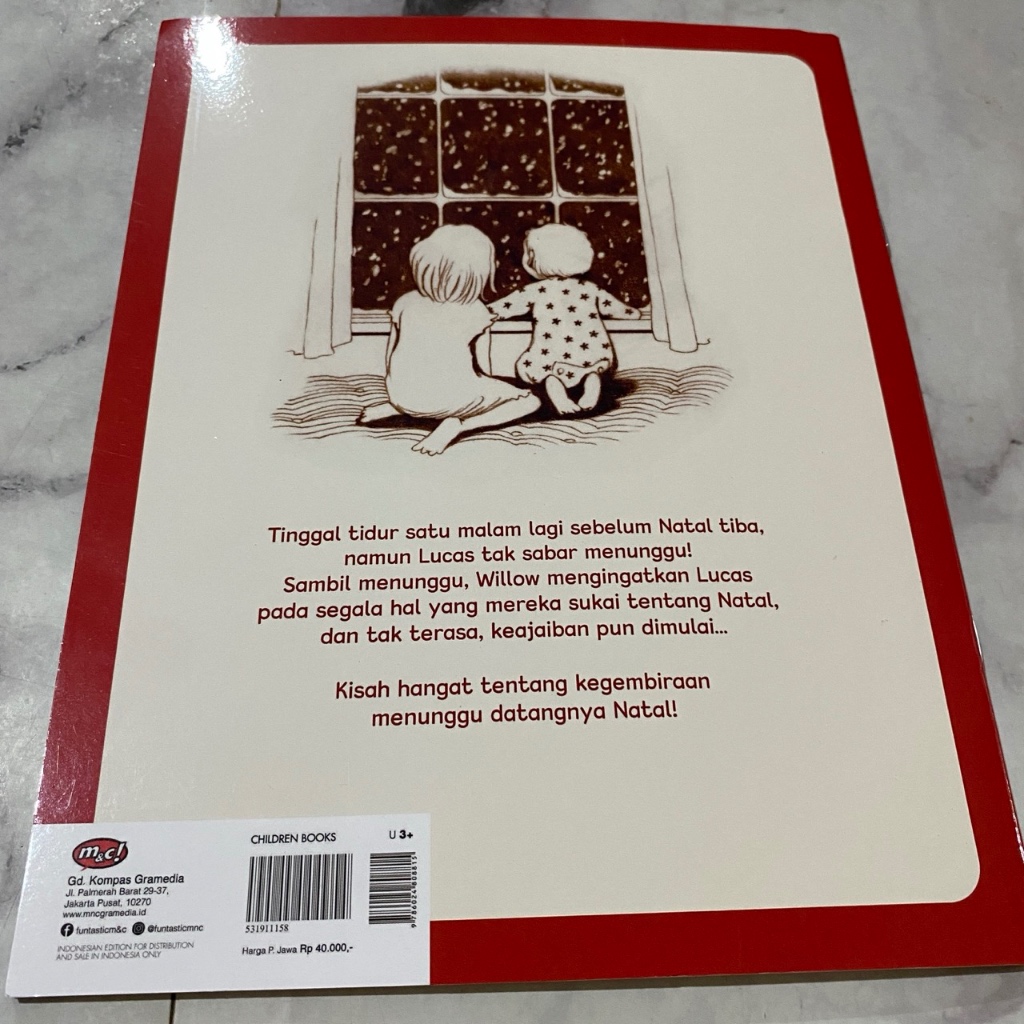 Tinggal tidur satu malam lagi sebelum Natal tiba,
namun Lucas tak sabar menunggu!
Sambil menunggu, Willow mengingatkan Lucas
pada segala hal yang mereka sukai tentang Natal,
dan tak terasa, keajaiban pun dimulai...
Kisah hangat tentang kegembiraan
menunggu datangnya Natal!
m&c!
Gd. Kompas Gramedia
Jl. Palmerah Barat 29-37,
Jakarta Pusat, 10270
www.mncgramedia.id
funtasticm&c @funtasticmnc
INDONESIAN EDITION FOR DISTRIBUTION
AND SALE IN INDONESIA ONLY
CHILDREN BOOKS
531911158
Harga P. Jawa Rp 40.000,-
U 3+
9786024808815